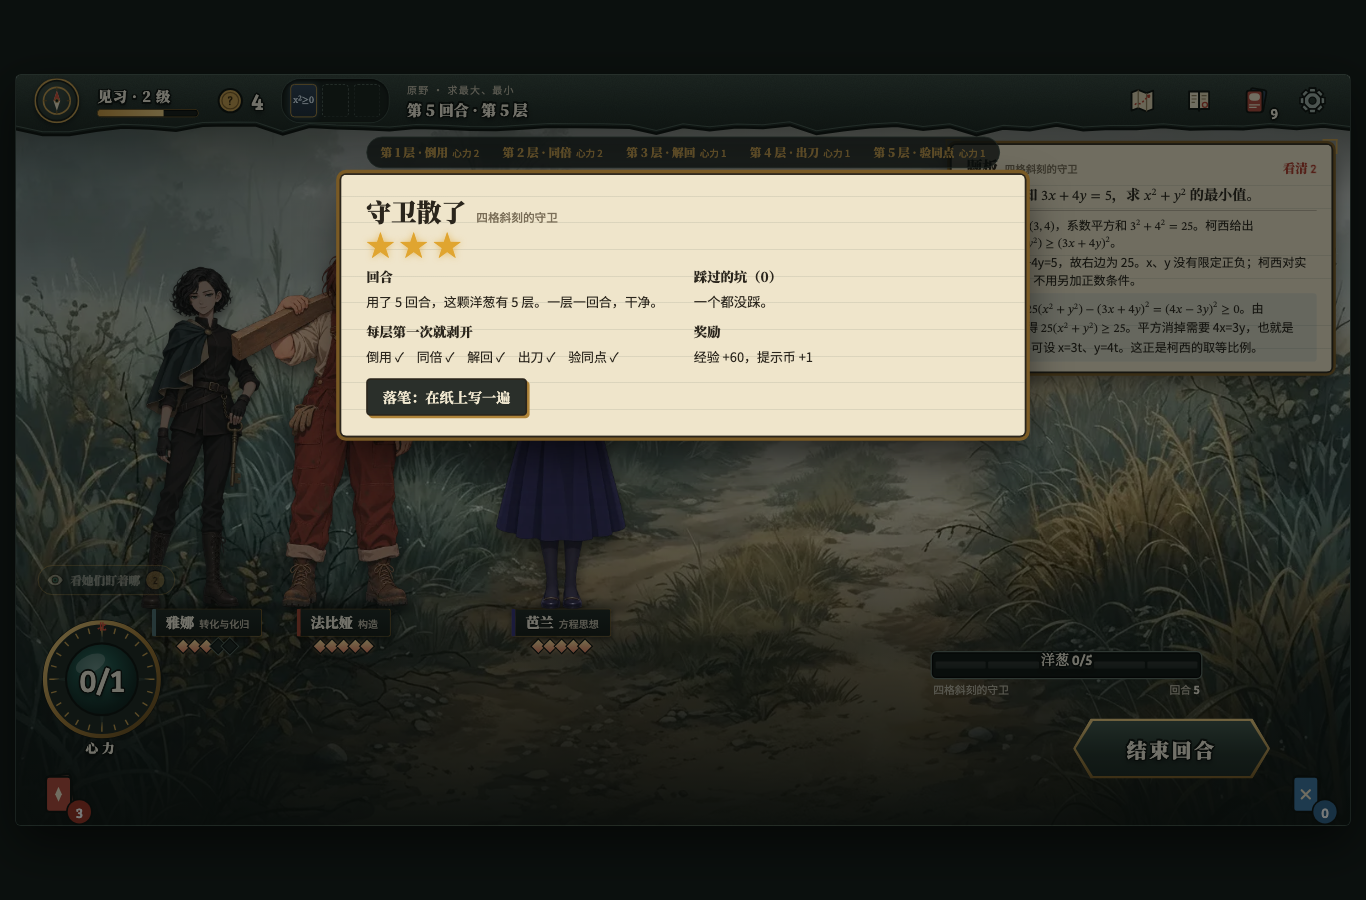 见习 · 2 级
4
x²≥0
原野 · 求最大、最小
第 5 回合 · 第 5 层
9
第 1 层 · 倒用 心力 2
第 2 层 · 同倍 心力 2
第 3 层 · 解回 心力 1
第 4 层 · 出刀 心力 1
第 5 层 · 验同点 心力 1
四格斜刻的守卫
看清 2
3x + 4y = 5，求 x² + y² 的最小值。
(3, 4)，系数平方和 3² + 4² = 25。柯西给出
≥ (3x + 4y)²。
4y=5，故右边为 25。x、y 没有限定正负；柯西对实
不用另加正数条件。
(x² + y²) − (3x + 4y)² = (4x − 3y)² ≥ 0。由
25(x² + y²) ≥ 25。平方消掉需要 4x=3y，也就是
可设 x=3t、y=4t。这正是柯西的取等比例。
守卫散了 四格斜刻的守卫
回合
用了 5 回合，这颗洋葱有 5 层。一层一回合，干净。
踩过的坑（0）
一个都没踩。
每层第一次就剥开
倒用 ✓ 同倍 ✓ 解回 ✓ 出刀 ✓ 验同点 ✓
奖励
经验 +60，提示币 +1
落笔：在纸上写一遍
看她们盯着哪 2
雅娜 转化与化归
法比娅 构造
芭兰 方程思想
0/1
心力
3
洋葱 0/5
四格斜刻的守卫
回合 5
结束回合
0